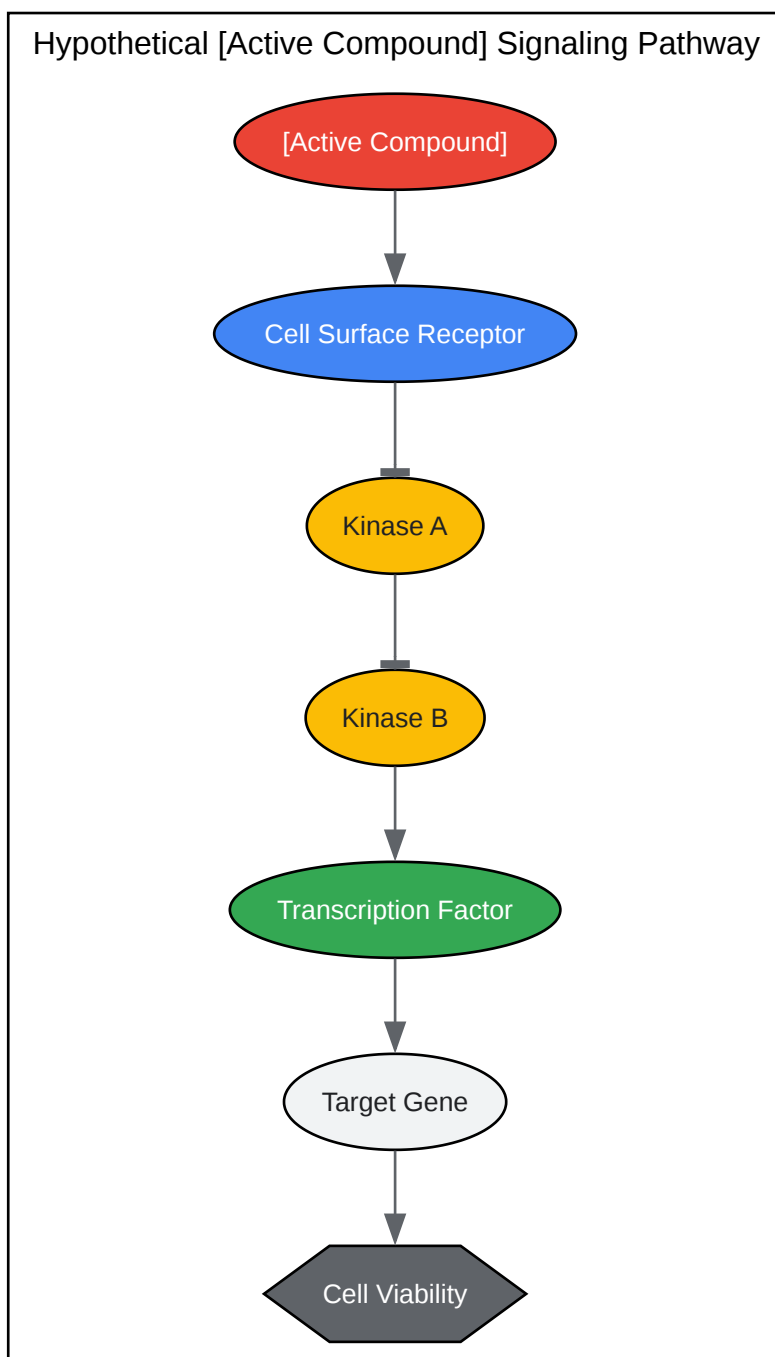 Hypothetical [Active Compound] Signaling Pathway
[Active Compound]
Cell Surface Receptor
Kinase A
Kinase B
Transcription Factor
Target Gene
Cell Viability